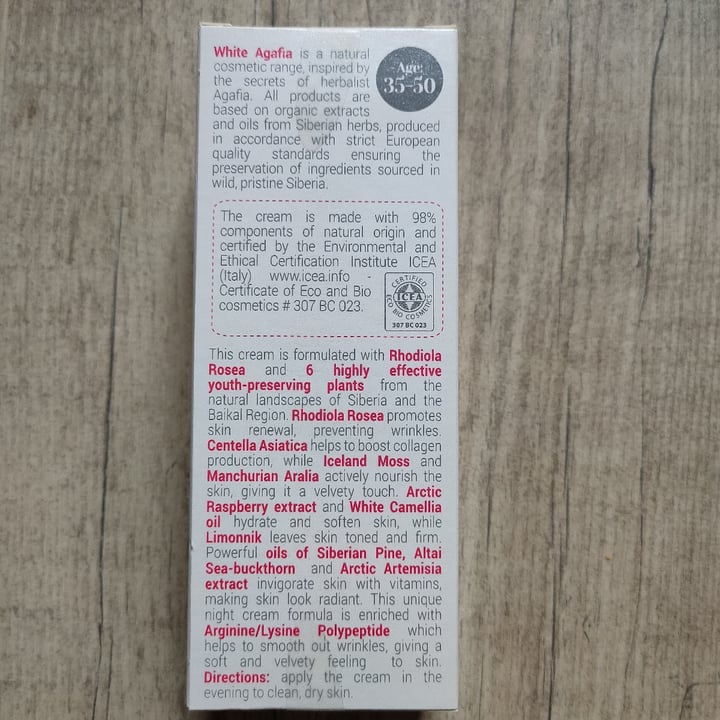 White Agafia is a natural
cosmetic range, inspired by
the secrets of herbalist
Agafia. All products are
based on organic extracts
and oils from Siberian herbs, produced
in accordance with strict European
quality standards ensuring the
preservation of ingredients sourced in
wild, pristine Siberia.
Age:
35-50
The cream is made with 98%
components of natural origin and
certified by the Environmental and
Ethical Certification Institute ICEA
(Italy) www.icea.info -
Certificate of Eco and Bio
cosmetics # 307 BC 023.
CERTIFIED
ICEA
ECO BIO COSMETICS
307 BC 023
This cream is formulated with Rhodiola
Rosea and 6 highly effective
youth-preserving plants from the
natural landscapes of Siberia and the
Baikal Region. Rhodiola Rosea promotes
skin renewal, preventing wrinkles.
Centella Asiatica helps to boost collagen
production, while Iceland Moss and
Manchurian Aralia actively nourish the
skin, giving it a velvety touch. Arctic
Raspberry extract and White Camellia
oil hydrate and soften skin, while
Limonnik leaves skin toned and firm.
Powerful oils of Siberian Pine, Altai
Sea-buckthorn and Arctic Artemisia
extract invigorate skin with vitamins,
making skin look radiant. This unique
night cream formula is enriched with
Arginine/Lysine Polypeptide which
helps to smooth out wrinkles, giving a
soft and velvety feeling to skin.
Directions: apply the cream in the
evening to clean, dry skin.